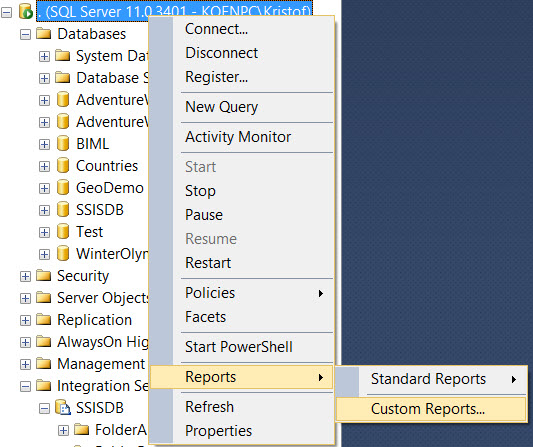 . (SQL Server 11.0.3401 - KOENPC\Kristof)
Databases
System Dat
Database S
AdventureW
AdventureW
BIML
Countries
GeoDemo
SSISDB
Test
WinterOlym
Security
Server Objects
Replication
AlwaysOn Hig
Management
Integration Se
SSISDB
FolderA
Connect...
Disconnect
Register...
New Query
Activity Monitor
Start
Stop
Pause
Resume
Restart
Policies
Facets
Start PowerShell
Reports
Refresh
Properties
Standard Reports
Custom Reports...